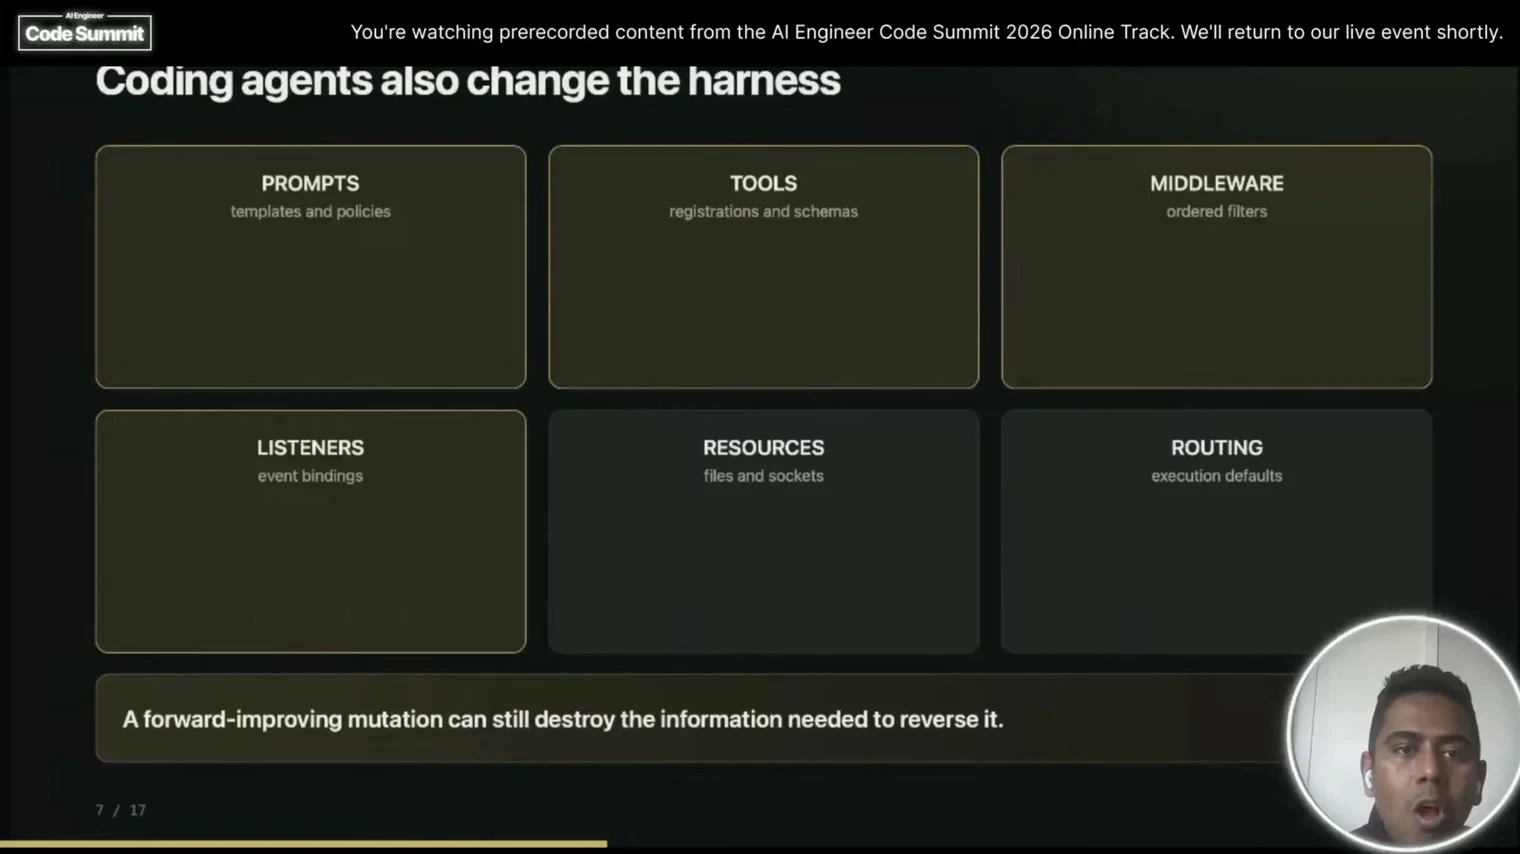 AI Engineer
Code Summit
You're watching prerecorded content from the AI Engineer Code Summit 2026 Online Track. We'll return to our live event shortly.
Coding agents also change the harness
PROMPTS
templates and policies
TOOLS
registrations and schemas
MIDDLEWARE
ordered filters
LISTENERS
event bindings
RESOURCES
files and sockets
ROUTING
execution defaults
A forward-improving mutation can still destroy the information needed to reverse it.
7 / 17